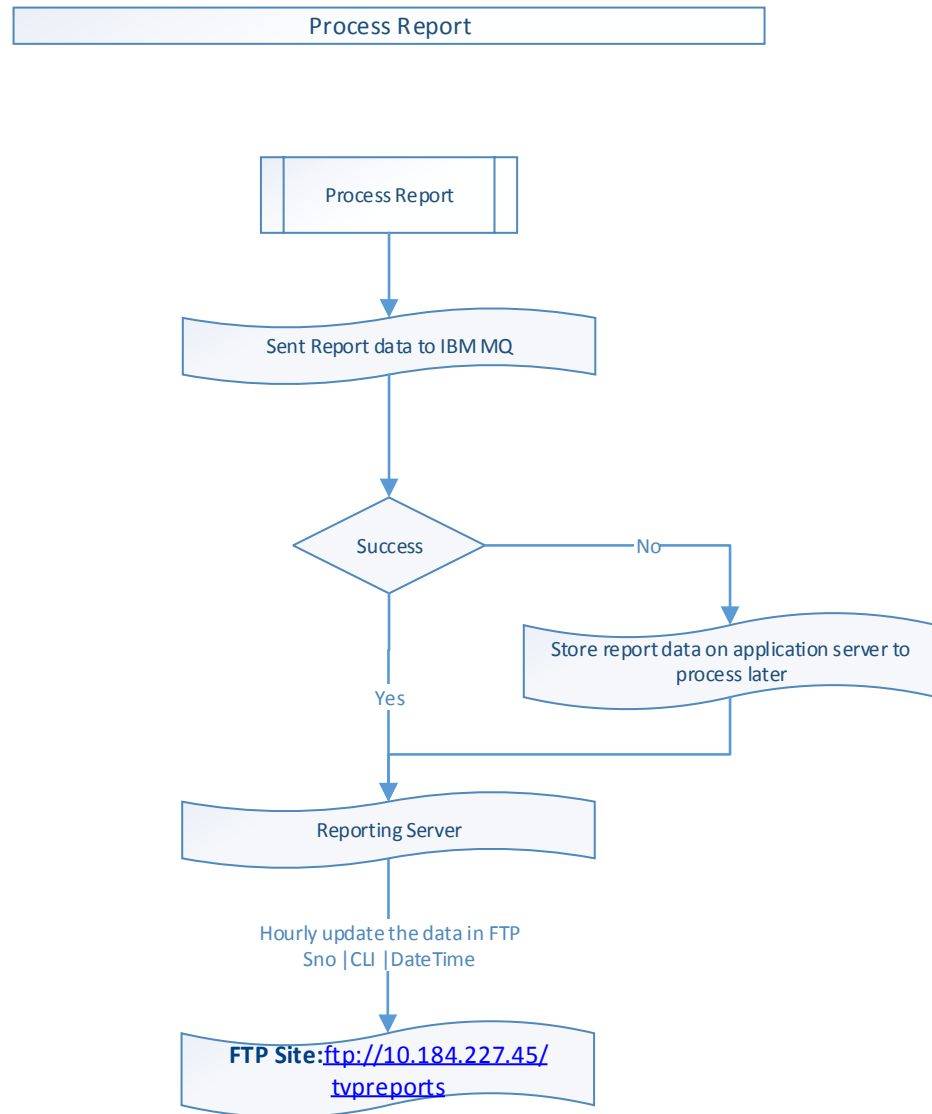 Process Report
Process Report
Sent Report data to IBM MQ
Success
No
Store report data on application server to
process later
Yes
Reporting Server
Hourly update the data in FTP
Sno |CLI |DateTime
FTP Site:ftp://10.184.227.45/
tvpreports